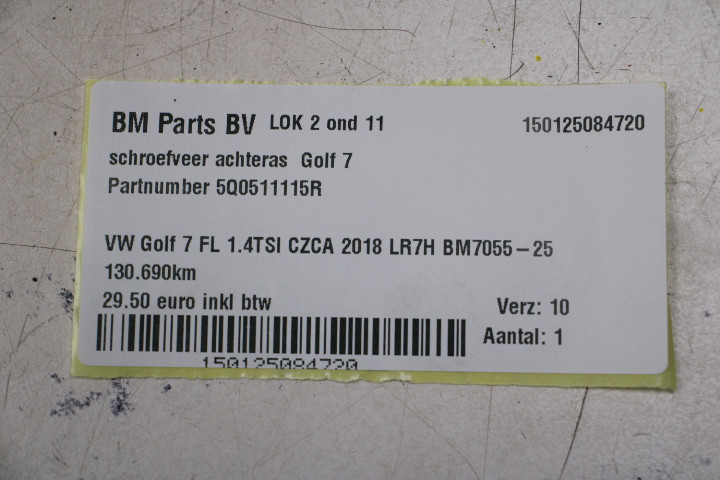 BM Parts BV LOK 2 ond 11 150125084720
schroefveer achteras Golf 7
Partnumber 5Q0511115R
VW Golf 7 FL 1.4TSI CZCA 2018 LR7H BM7055-25
130.690km
29.50 euro inkl btw Verz: 10
Aantal: 1
150125084720